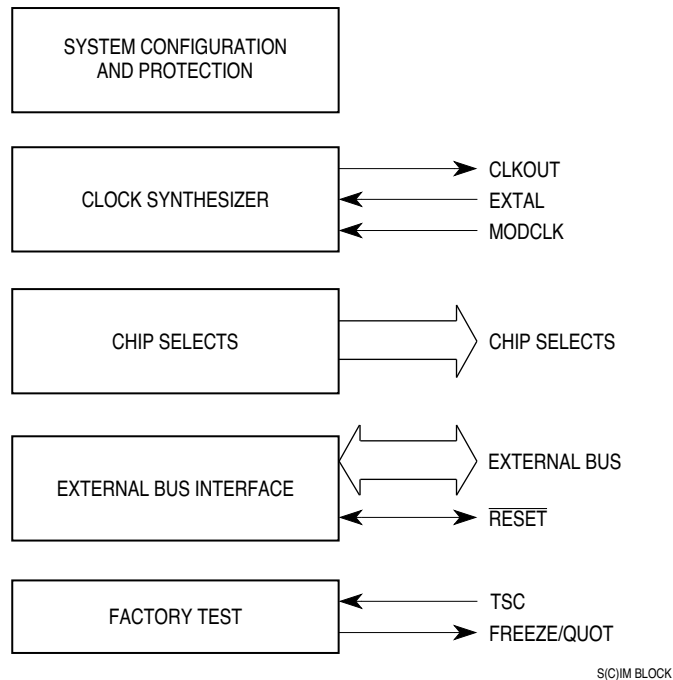 SYSTEM CONFIGURATION
AND PROTECTION
CLOCK SYNTHESIZER
CLKOUT
EXTAL
MODCLK
CHIP SELECTS
CHIP SELECTS
EXTERNAL BUS INTERFACE
EXTERNAL BUS
RESET
FACTORY TEST
TSC
FREEZE/QUOT
S(C)IM BLOCK